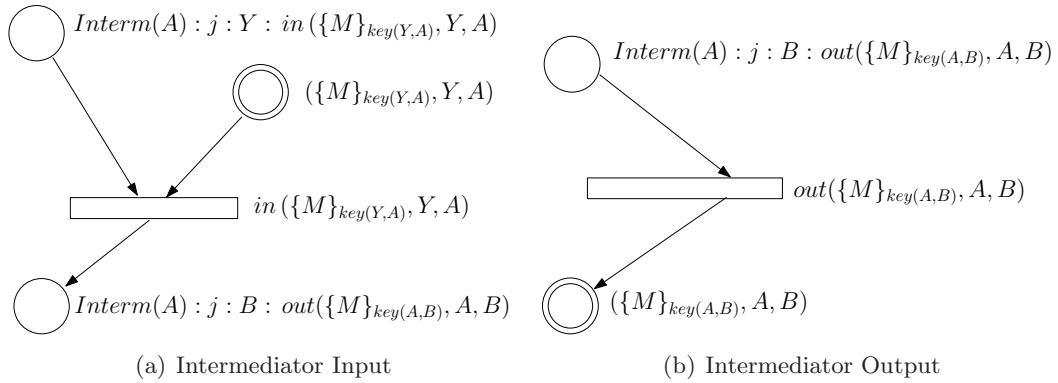 Interm(A) : j : Y : in ({M}key(Y,A), Y, A)
({M}key(Y,A), Y, A)
in ({M}key(Y,A), Y, A)
Interm(A) : j : B : out({M}key(A,B), A, B)
(a) Intermediator Input
Interm(A) : j : B : out({M}key(A,B), A, B)
out({M}key(A,B), A, B)
({M}key(A,B), A, B)
(b) Intermediator Output